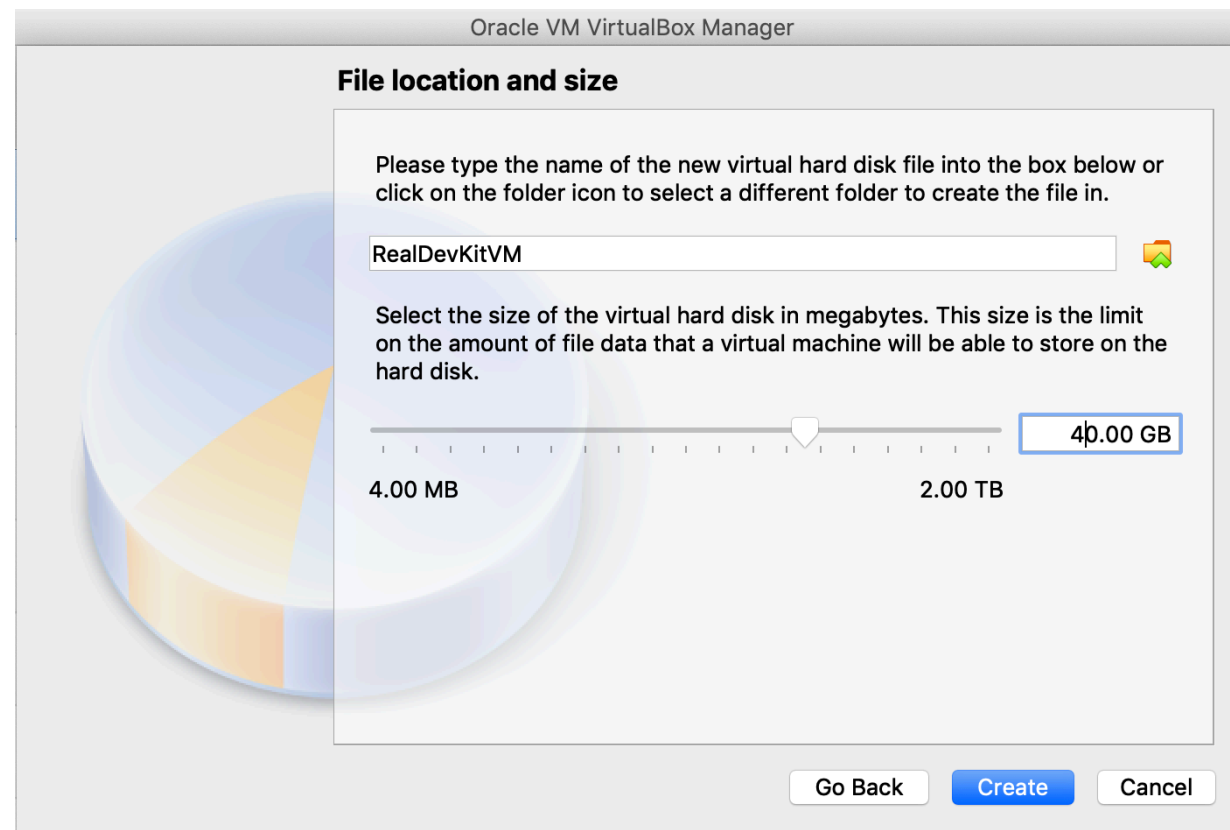 Oracle VM VirtualBox Manager
File location and size
Please type the name of the new virtual hard disk file into the box below or
click on the folder icon to select a different folder to create the file in.
RealDevKitVM
Select the size of the virtual hard disk in megabytes. This size is the limit
on the amount of file data that a virtual machine will be able to store on the
hard disk.
40.00 GB
4.00 MB 2.00 TB
Go Back Create Cancel